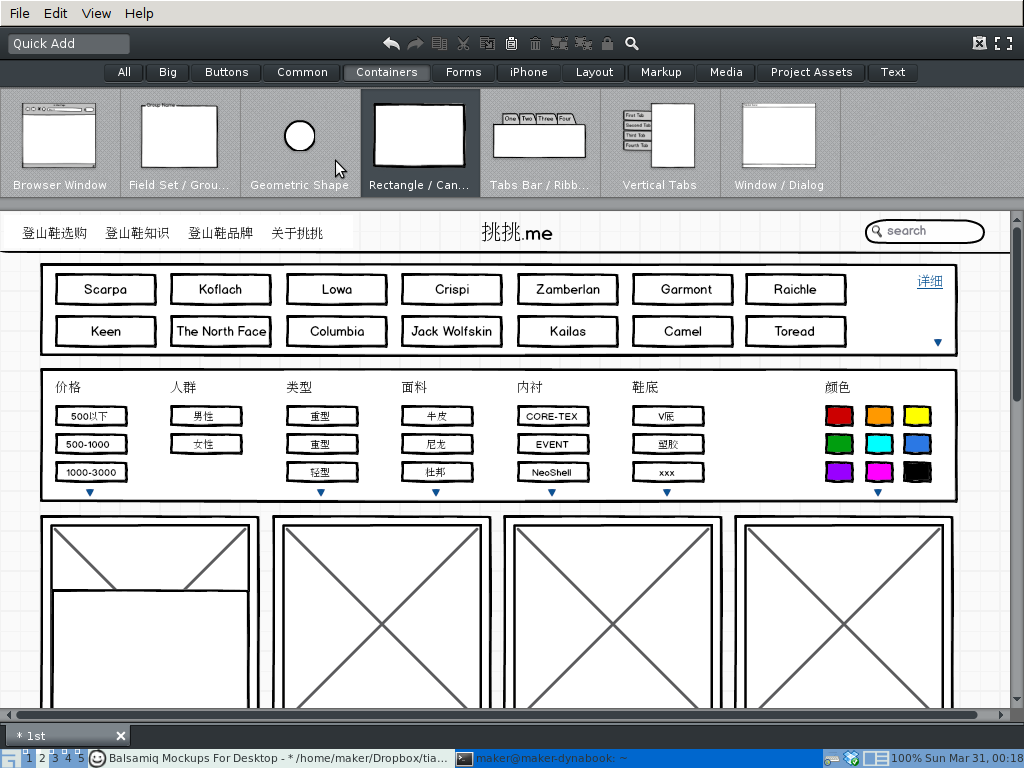 File Edit View Help
Quick Add
All Big Buttons Common Containers Forms iPhone Layout Markup Media Project Assets Text
Group Name
One Two Three Four
First Tab
Second Tab
Third Tab
Fourth Tab
Browser Window Field Set / Grou... Geometric Shape Rectangle / Can... Tabs Bar / Ribb... Vertical Tabs Window / Dialog
登山鞋选购 登山鞋知识 登山鞋品牌 关于挑挑 挑挑.me search
Scarpa Koflach Lowa Crispi Zamberlan Garmont Raichle 详细
Keen The North Face Columbia Jack Wolfskin Kailas Camel Toread
价格 人群 类型 面料 内衬 鞋底 颜色
500以下 男性 重型 牛皮 CORE-TEX V底
500-1000 女性 重型 尼龙 EVENT 塑胶
1000-3000 轻型 杜邦 NeoShell xxx
* 1st
1 2 3 4 5 Balsamiq Mockups For Desktop - * /home/maker/Dropbox/tia... maker@maker-dynabook: ~ 100% Sun Mar 31, 00:18